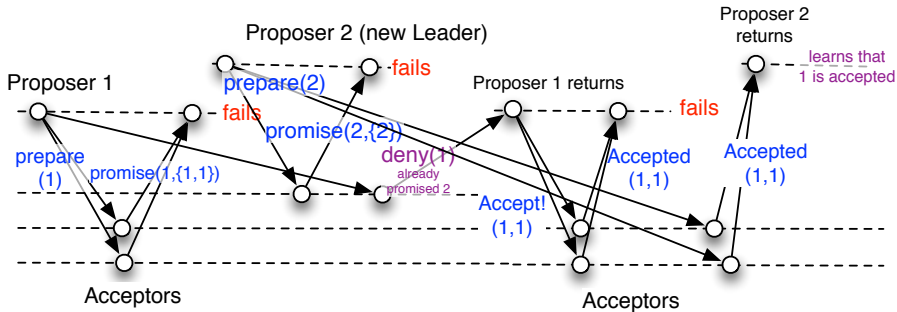 Proposer 2
returns
Proposer 2 (new Leader)
learns that
1 is accepted
fails
Proposer 1
prepare(2)
Proposer 1 returns
fails
fails
promise(2,{2})
prepare
(1)
promise(1,{1,1})
deny(1)
already
promised 2
Accepted
(1,1)
Accepted
(1,1)
Accept!
(1,1)
Acceptors
Acceptors